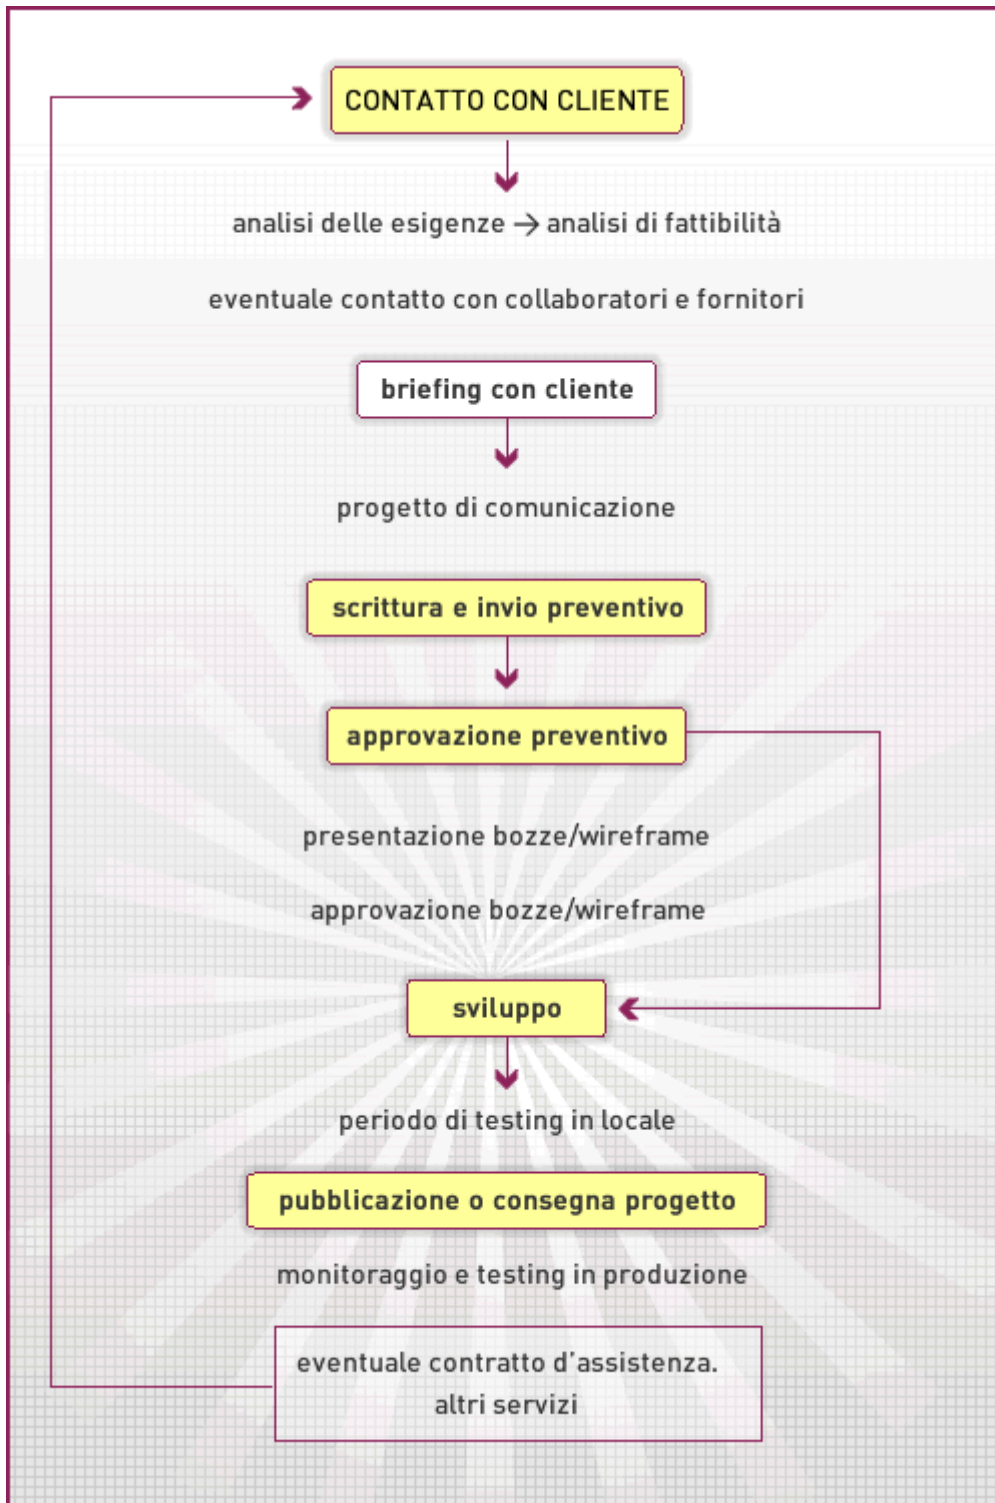 CONTATTO CON CLIENTE
analisi delle esigenze → analisi di fattibilità
eventuale contatto con collaboratori e fornitori
briefing con cliente
progetto di comunicazione
scrittura e invio preventivo
approvazione preventivo
presentazione bozze/wireframe
approvazione bozze/wireframe
sviluppo
periodo di testing in locale
pubblicazione o consegna progetto
monitoraggio e testing in produzione
eventuale contratto d'assistenza.
altri servizi